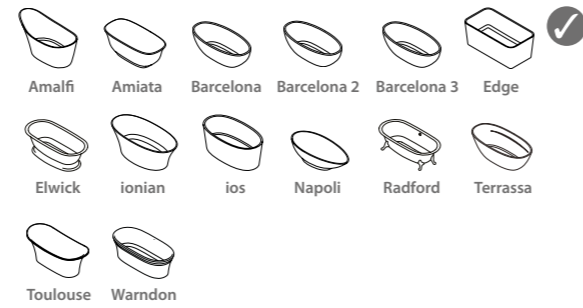 Amalfi Amiata Barcelona Barcelona 2 Barcelona 3 Edge
Elwick ionian ios Napoli Radford Terrassa
Toulouse Warndon